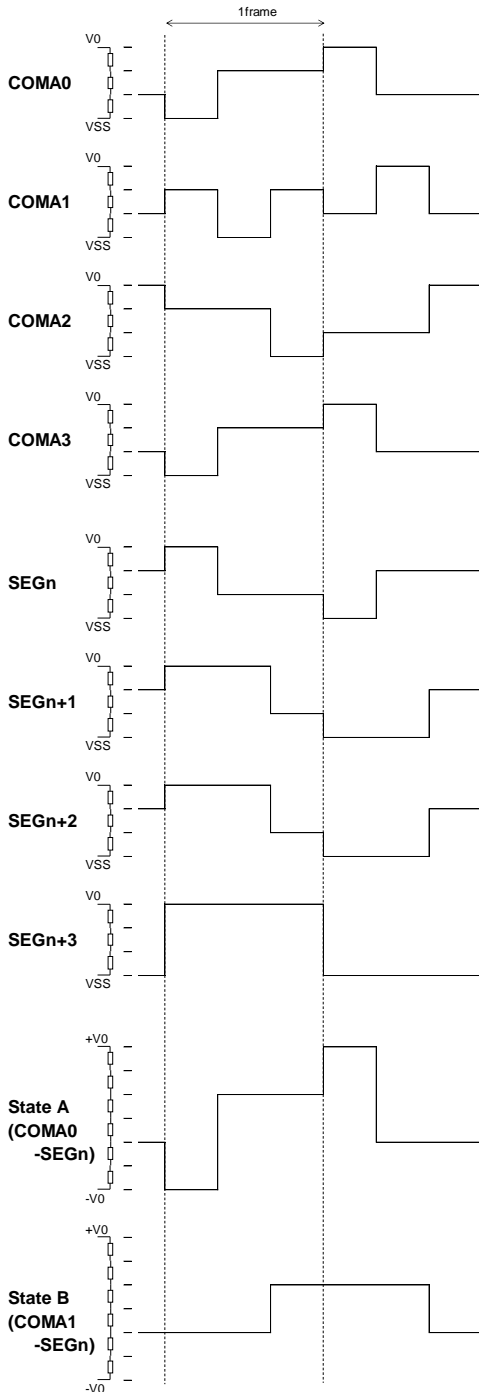 1frame
V0
COMA0
VSS
V0
COMA1
VSS
V0
COMA2
VSS
V0
COMA3
VSS
V0
SEGn
VSS
V0
SEGn+1
VSS
V0
SEGn+2
VSS
V0
SEGn+3
VSS
+V0
State A
(COMA0
-SEGn)
-V0
+V0
State B
(COMA1
-SEGn)
-V0